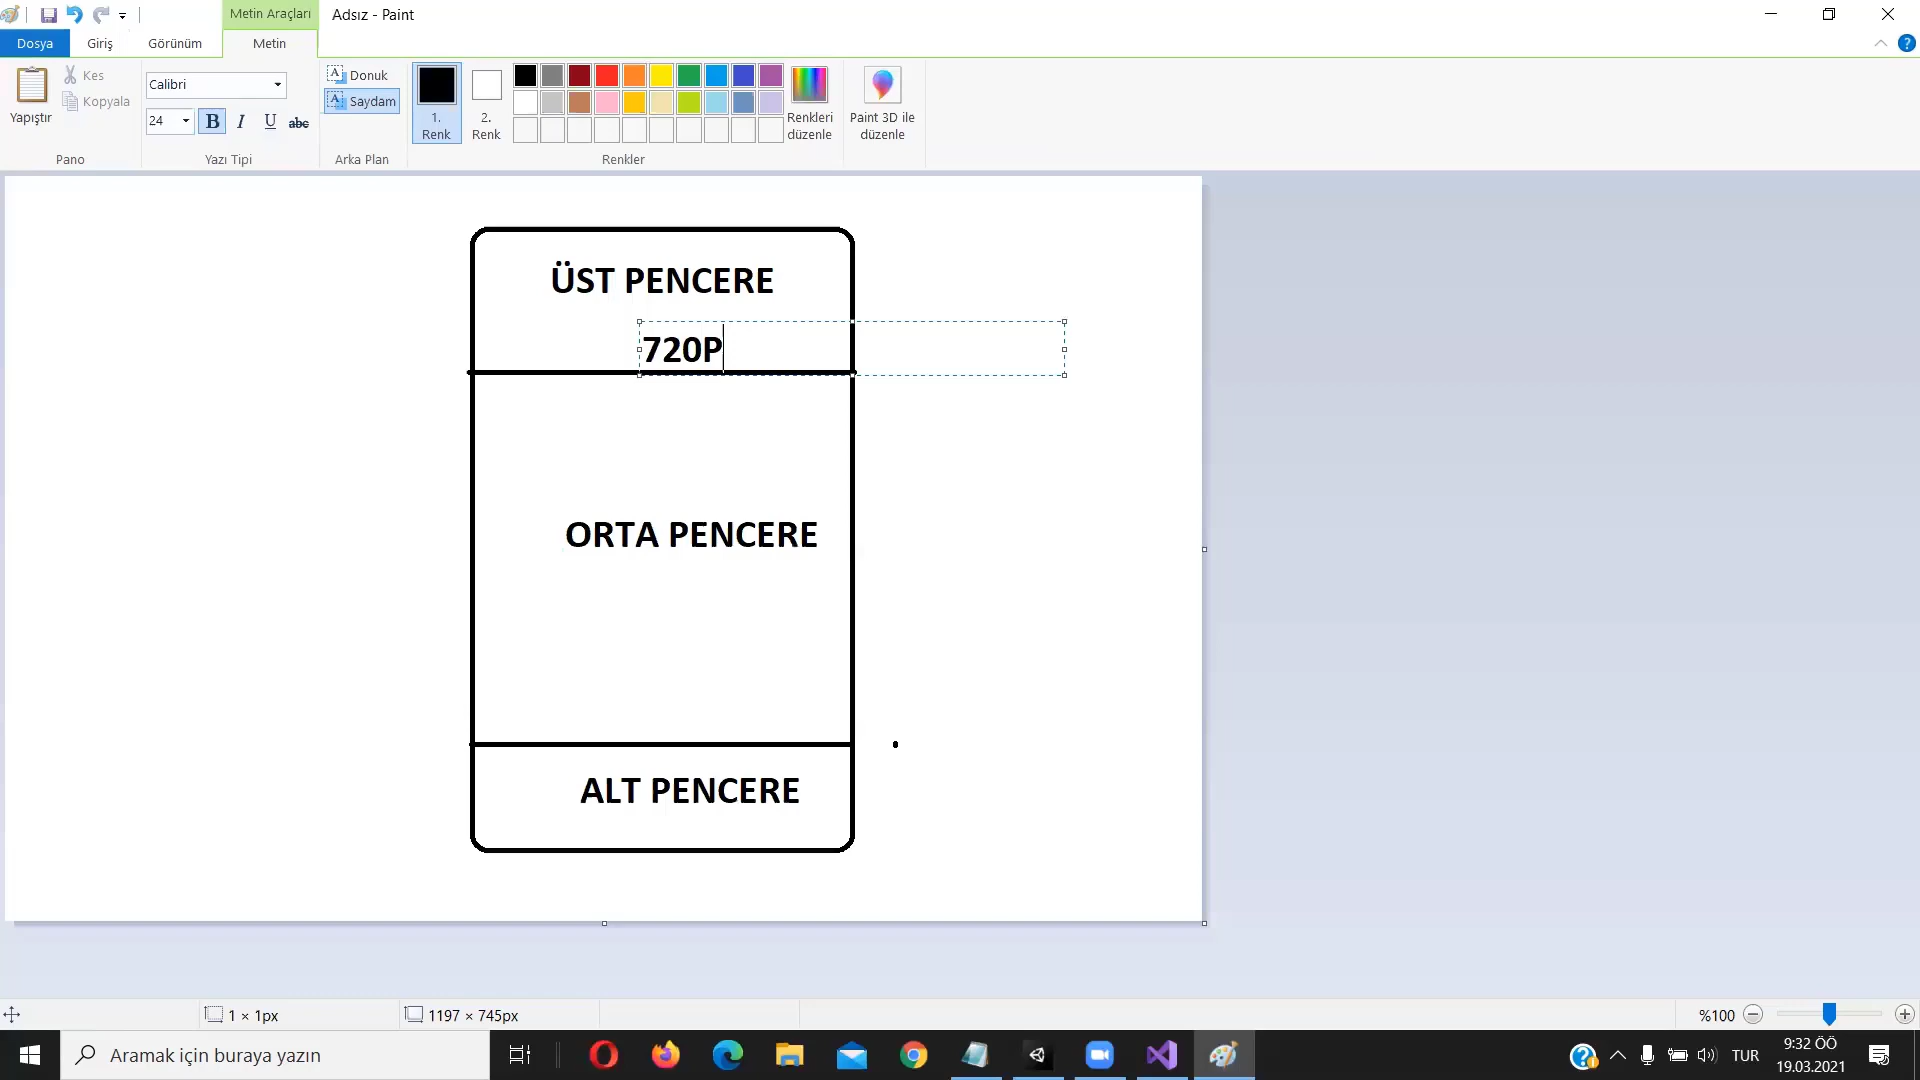 Metin Araçları
Adsız - Paint
Dosya
Giriş
Görünüm
Metin
?
Yapıştır
Kes
Kopyala
Pano
Calibri
24
B
I
U
abc
Yazı Tipi
A Donuk
A Saydam
Arka Plan
1.
Renk
2.
Renk
Renkleri
düzenle
Renkler
Paint 3D ile
düzenle
ÜST PENCERE
720P
ORTA PENCERE
ALT PENCERE
1 × 1px
1197 × 745px
%100
Aramak için buraya yazın
TUR
9:32 ÖÖ
19.03.2021